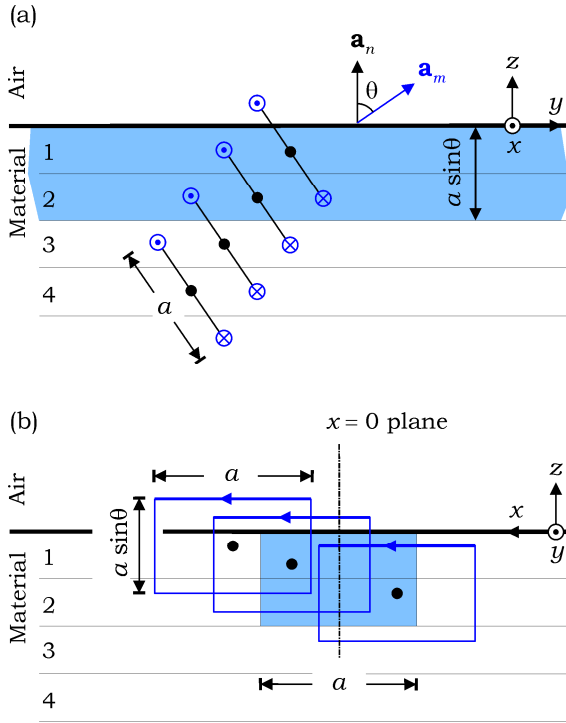 (a)
Air
Material
a_n
θ
a_m
z
y
x
1
2
3
4
a sinθ
a
(b)
x = 0 plane
a
Air
Material
a sinθ
z
x
y
1
2
3
4
a